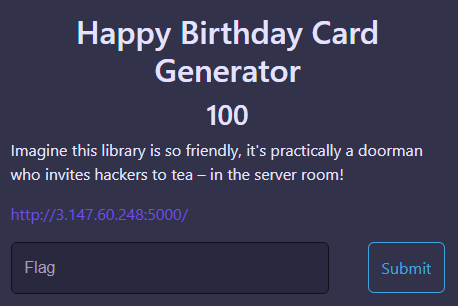 Happy Birthday Card
Generator
100
Imagine this library is so friendly, it's practically a doorman
who invites hackers to tea – in the server room!
http://3.147.60.248:5000/
Flag
Submit